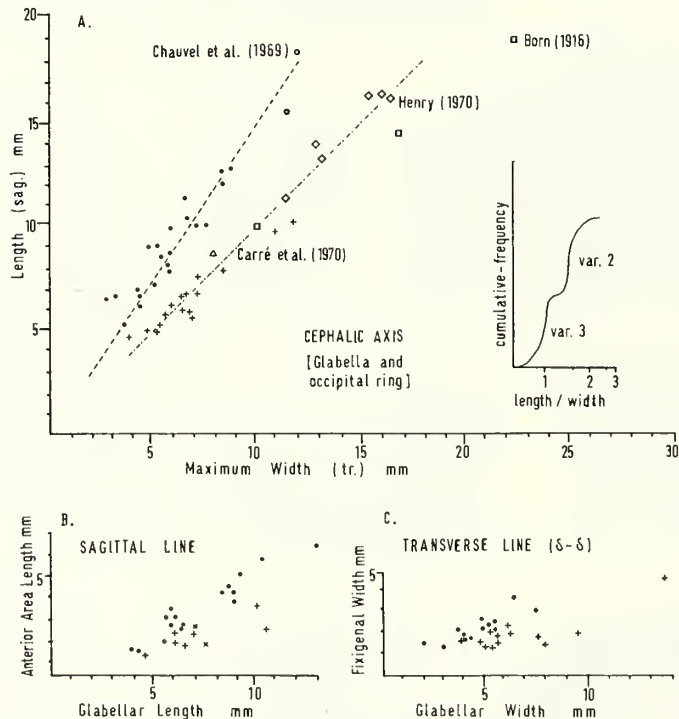 20
A.
Chauvel et al. (1969)
Born (1916)
Henry (1970)
15
Length (sag.) mm
10
Carré et al. (1970)
5
CEPHALIC AXIS
[Glabella and
occipital ring]
cumulative-frequency
var. 2
var. 3
1 2 3
length / width
5 10 15 20 25 30
Maximum Width (tr.) mm
B.
SAGITTAL LINE
Anterior Area Length mm
5
5 10
Glabellar Length mm
C.
TRANSVERSE LINE (δ-δ)
Fixigenal Width mm
5
5 10
Glabellar Width mm